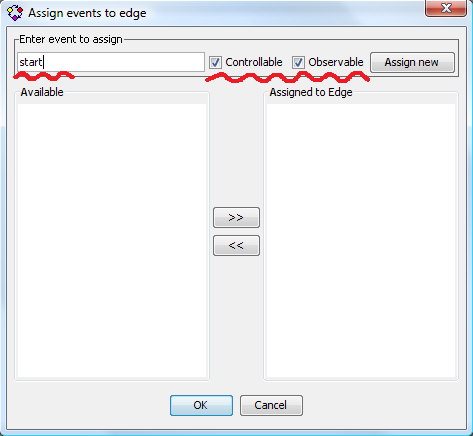 Assign events to edge
Enter event to assign
start Controllable Observable Assign new
Available Assigned to Edge
>>
<<
OK Cancel